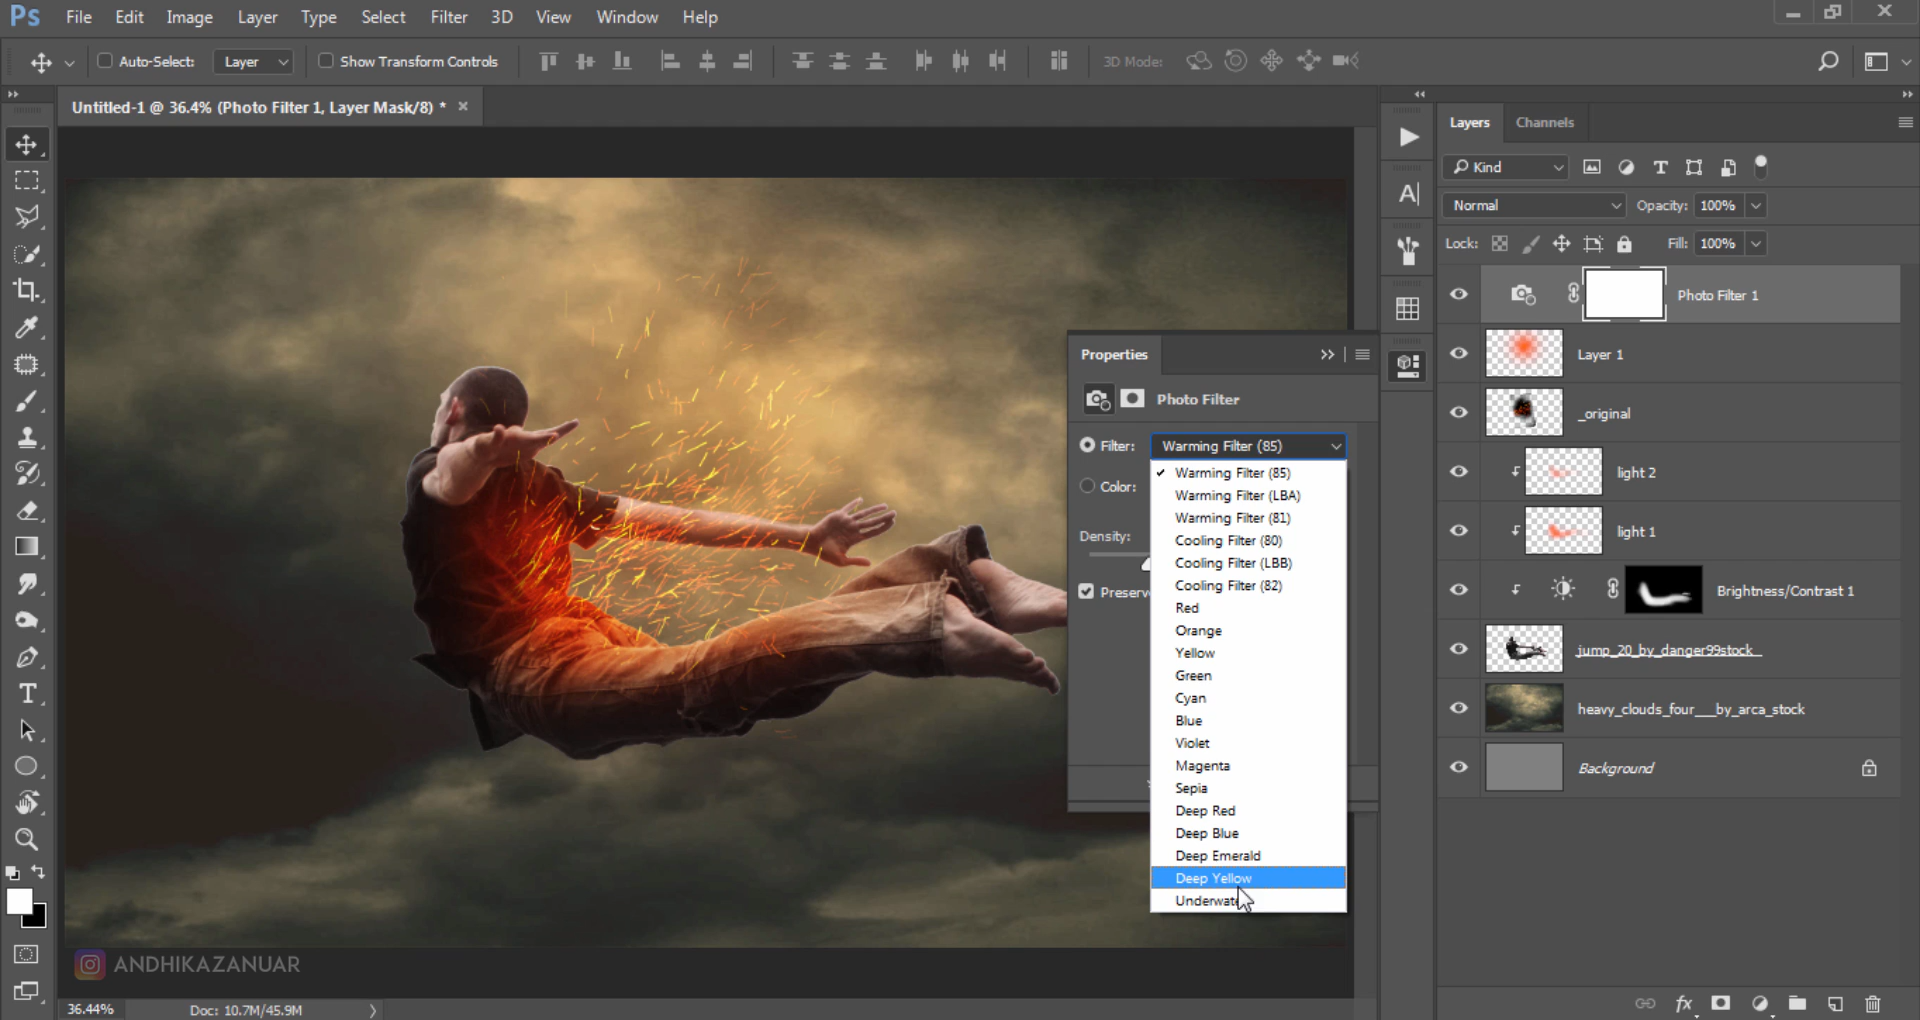 Ps File Edit Image Layer Type Select Filter 3D View Window Help
Auto-Select: Layer Show Transform Controls 3D Mode:
Untitled-1 @ 36.4% (Photo Filter 1, Layer Mask/8) * ×
Properties
Photo Filter
Filter: Warming Filter (85)
Color:
Density:
Preserv
Warming Filter (85)
Warming Filter (LBA)
Warming Filter (81)
Cooling Filter (80)
Cooling Filter (LBB)
Cooling Filter (82)
Red
Orange
Yellow
Green
Cyan
Blue
Violet
Magenta
Sepia
Deep Red
Deep Blue
Deep Emerald
Deep Yellow
Underwate
Layers Channels
Kind
Normal Opacity: 100%
Lock: Fill: 100%
Photo Filter 1
Layer 1
_original
light 2
light 1
Brightness/Contrast 1
jump_20_by_danger99stock_
heavy_clouds_four___by_arca_stock
Background
fx
ANDHIKAZANUAR
36.44% Doc: 10.7M/45.9M